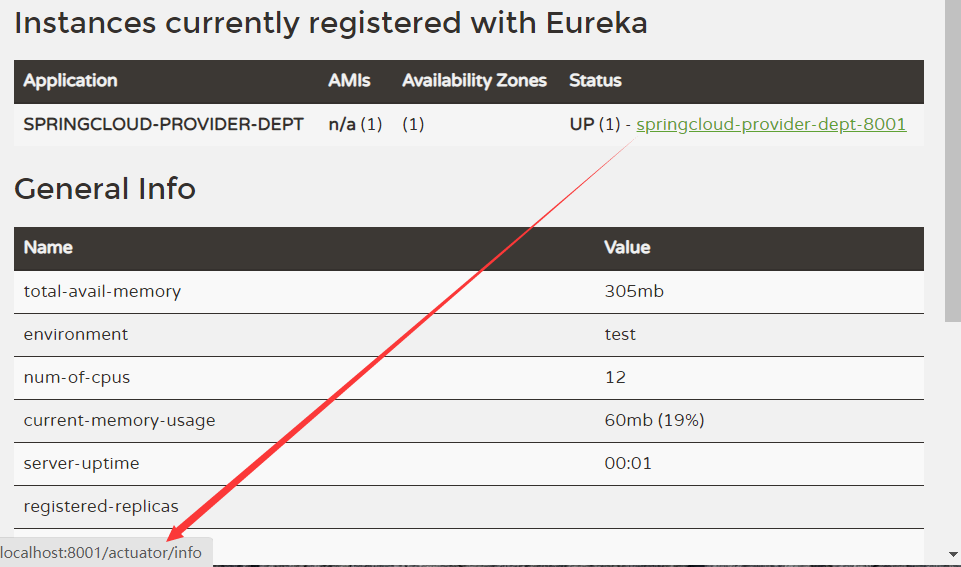 Instances currently registered with Eureka
Application AMIs Availability Zones Status
SPRINGCLOUD-PROVIDER-DEPT n/a (1) (1) UP (1) - springcloud-provider-dept-8001
General Info
Name Value
total-avail-memory 305mb
environment test
num-of-cpus 12
current-memory-usage 60mb (19%)
server-uptime 00:01
registered-replicas
localhost:8001/actuator/info